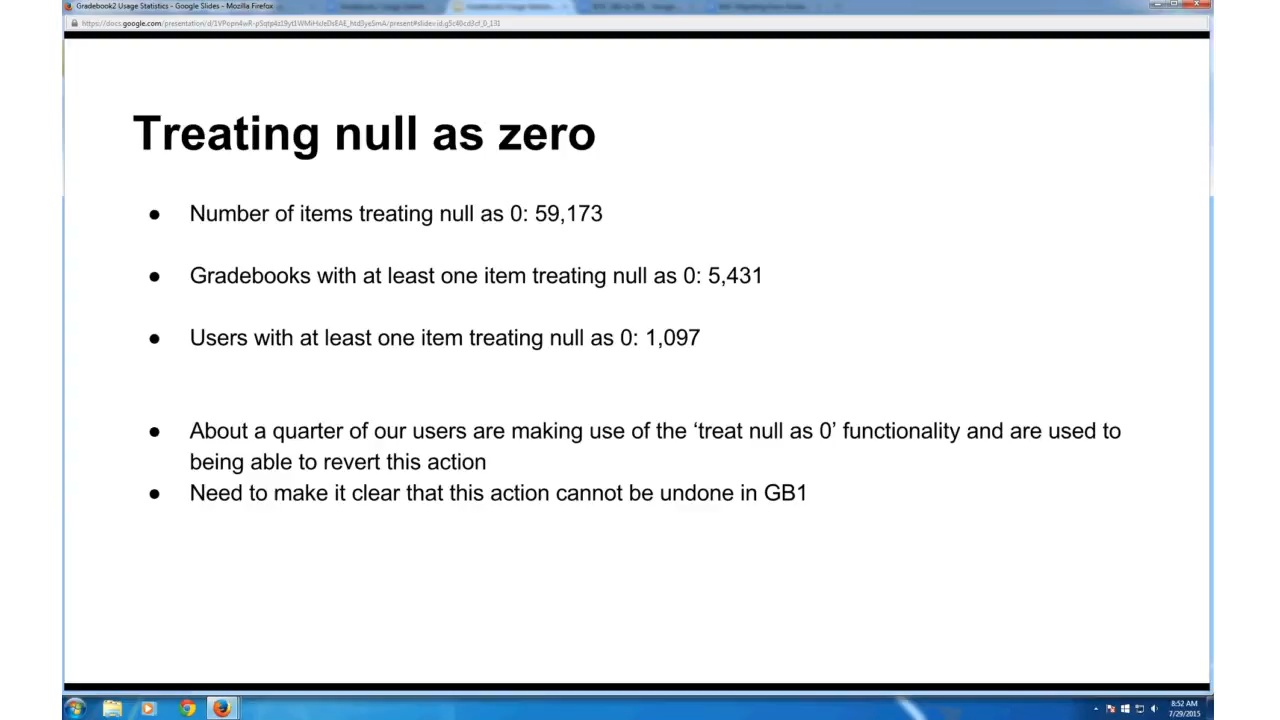 Gradebook2 Usage Statistics - Google Slides - Mozilla Firefox
Treating null as zero
● Number of items treating null as 0: 59,173
● Gradebooks with at least one item treating null as 0: 5,431
● Users with at least one item treating null as 0: 1,097
● About a quarter of our users are making use of the ‘treat null as 0’ functionality and are used to
being able to revert this action
● Need to make it clear that this action cannot be undone in GB1
8:52 AM
7/29/2015